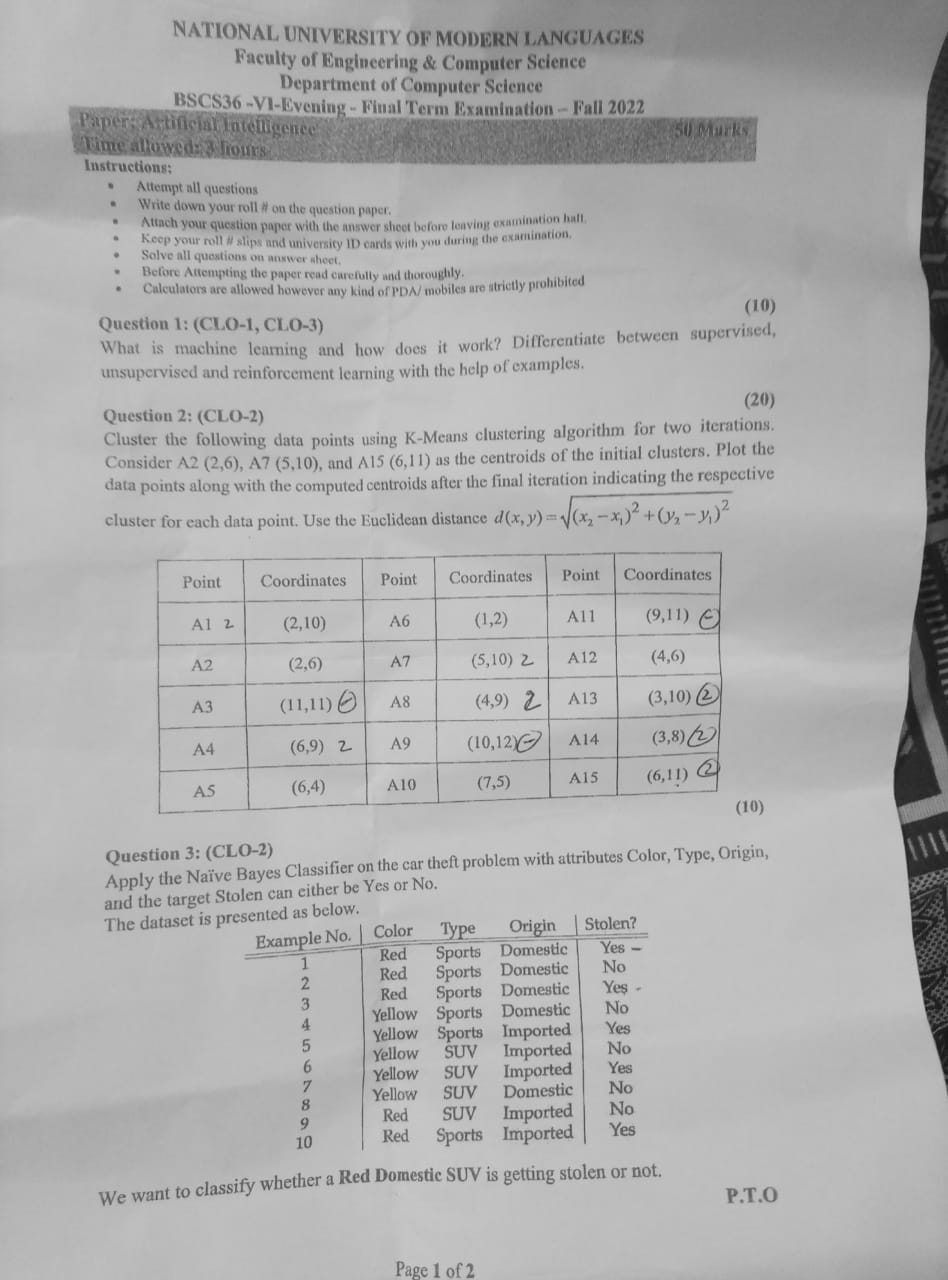 NATIONAL UNIVERSITY OF MODERN LANGUAGES
Faculty of Engineering & Computer Science
Department of Computer Science
BSCS36 -VI-Evening - Final Term Examination – Fall 2022
Paper: Artificial Intelligence 50 Marks
Time allowed: 3 hours
Instructions:
• Attempt all questions
• Write down your roll # on the question paper.
• Attach your question paper with the answer sheet before leaving examination hall.
• Keep your roll # slips and university ID cards with you during the examination.
• Solve all questions on answer sheet.
• Before Attempting the paper read carefully and thoroughly.
• Calculators are allowed however any kind of PDA/ mobiles are strictly prohibited
(10)
Question 1: (CLO-1, CLO-3)
What is machine learning and how does it work? Differentiate between supervised,
unsupervised and reinforcement learning with the help of examples.
(20)
Question 2: (CLO-2)
Cluster the following data points using K-Means clustering algorithm for two iterations.
Consider A2 (2,6), A7 (5,10), and A15 (6,11) as the centroids of the initial clusters. Plot the
data points along with the computed centroids after the final iteration indicating the respective
cluster for each data point. Use the Euclidean distance d(x,y)=√(x₂−x₁)²+(y₂−y₁)²
Point Coordinates Point Coordinates Point Coordinates
A1 2 (2,10) A6 (1,2) A11 (9,11)
A2 (2,6) A7 (5,10) 2 A12 (4,6)
A3 (11,11) A8 (4,9) 2 A13 (3,10) 2
A4 (6,9) 2 A9 (10,12) A14 (3,8) 2
A5 (6,4) A10 (7,5) A15 (6,11) 2
(10)
Question 3: (CLO-2)
Apply the Naïve Bayes Classifier on the car theft problem with attributes Color, Type, Origin,
and the target Stolen can either be Yes or No.
The dataset is presented as below.
Example No. Color Type Origin Stolen?
1 Red Sports Domestic Yes –
2 Red Sports Domestic No
3 Red Sports Domestic Yes -
4 Yellow Sports Domestic No
5 Yellow Sports Imported Yes
6 Yellow SUV Imported No
7 Yellow SUV Imported Yes
8 Yellow SUV Domestic No
9 Red SUV Imported No
10 Red Sports Imported Yes
We want to classify whether a Red Domestic SUV is getting stolen or not.
P.T.O
Page 1 of 2